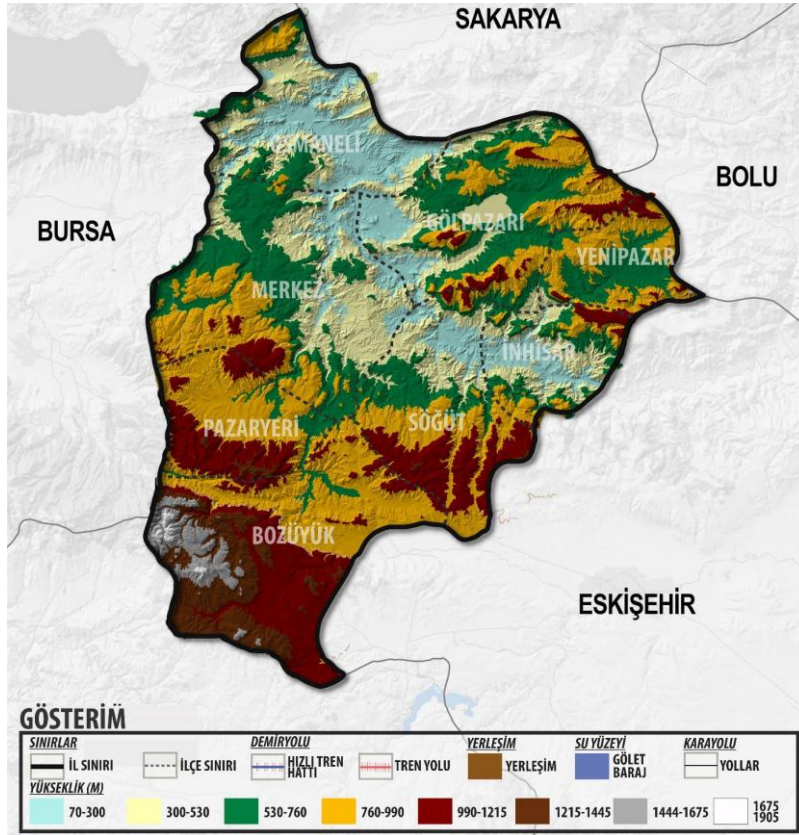 SAKARYA
OSMANELİ
BOLU
GÖLPAZARI
BURSA
YENİPAZAR
MERKEZ
İNHİSAR
PAZARYERİ
SÖĞÜT
BOZÜYÜK
ESKİŞEHİR
GÖSTERİM
SINIRLAR DEMİRYOLU YERLEŞİM SU YÜZEYİ KARAYOLU
İL SINIRI İLÇE SINIRI HIZLI TREN HATTI TREN YOLU YERLEŞİM GÖLET BARAJ YOLLAR
YÜKSEKLİK (M)
70-300 300-530 530-760 760-990 990-1215 1215-1445 1444-1675 1675 1905